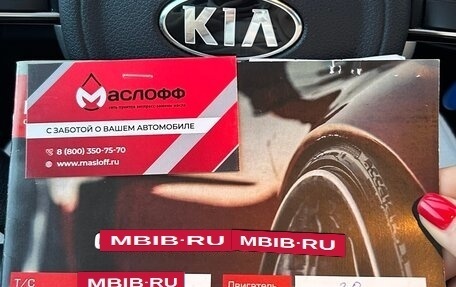 KIA
МАСЛОФФ
С ЗАБОТОЙ О ВАШЕМ АВТОМОБИЛЕ
8 (800) 350-75-70
www.masloff.ru
MBIB·RU MBIB·RU
Т/С MBIB·RU Двигатель